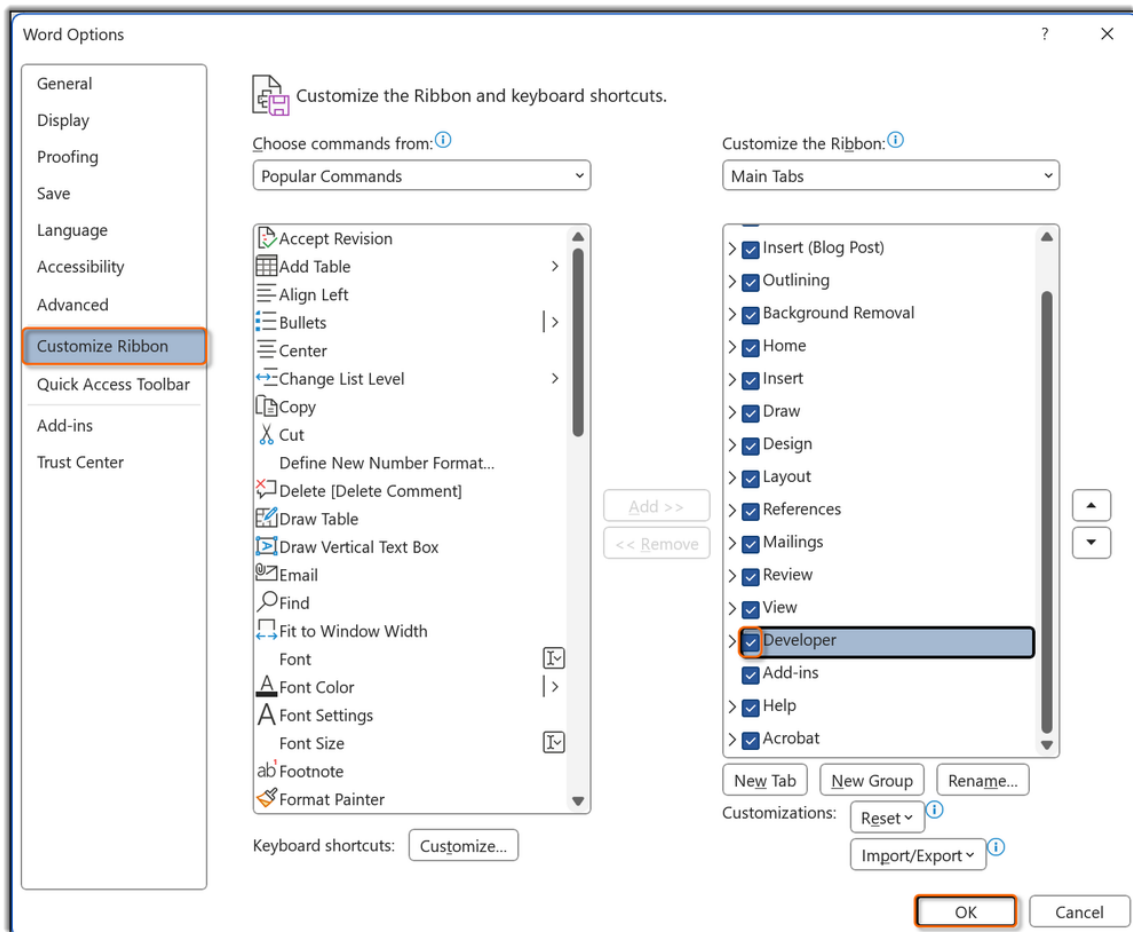 Word Options
?
General
Display
Proofing
Save
Language
Accessibility
Advanced
Customize Ribbon
Quick Access Toolbar
Add-ins
Trust Center
Customize the Ribbon and keyboard shortcuts.
Choose commands from:
Popular Commands
Accept Revision
Add Table
Align Left
Bullets
Center
Change List Level
Copy
Cut
Define New Number Format...
Delete [Delete Comment]
Draw Table
Draw Vertical Text Box
Email
Find
Fit to Window Width
Font
Font Color
Font Settings
Font Size
Footnote
Format Painter
Keyboard shortcuts: Customize...
Add >>
<< Remove
Customize the Ribbon:
Main Tabs
Insert (Blog Post)
Outlining
Background Removal
Home
Insert
Draw
Design
Layout
References
Mailings
Review
View
Developer
Add-ins
Help
Acrobat
New Tab New Group Rename...
Customizations: Reset
Import/Export
OK Cancel